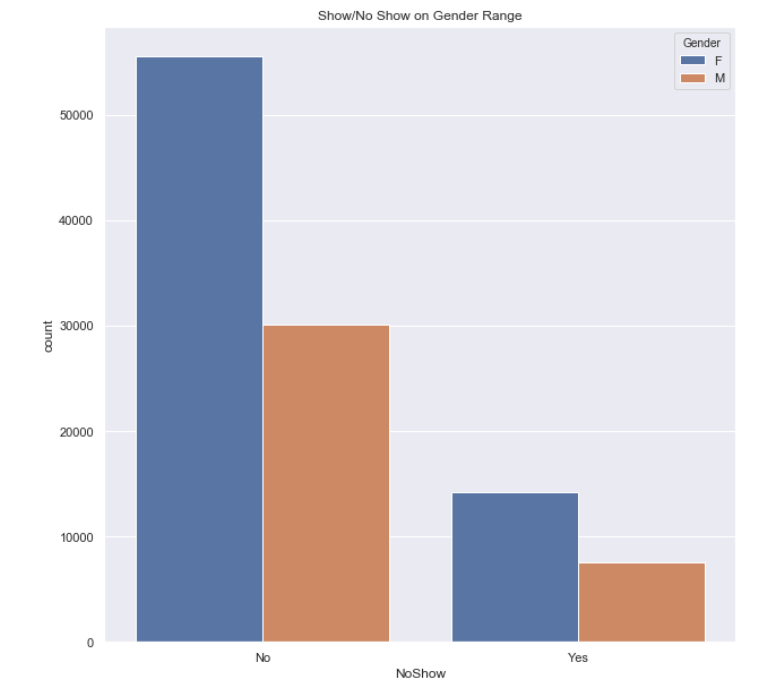 Show/No Show on Gender Range
Gender
F
M
50000
40000
30000
20000
10000
0
count
No
Yes
NoShow